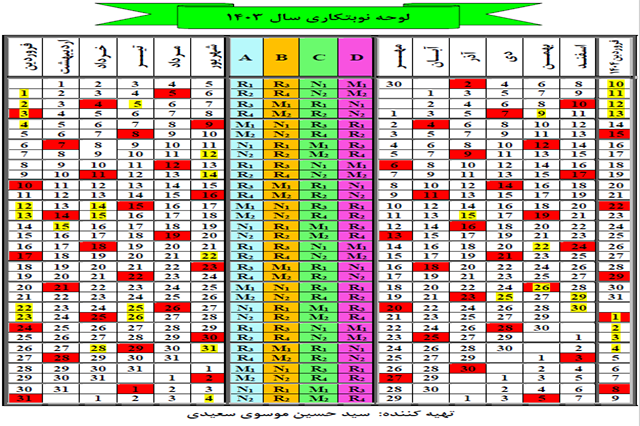 لوحه نوبتکاری سال ۱۴۰۳
فروردین اردیبهشت خرداد تیر مرداد شهریور A B C D مهر آبان آذر دی بهمن اسفند فروردین ۱۴۰۴
1 2 3 4 5 R1 R3 N1 M1 30 2 4 6 8 10
1 2 3 4 5 6 R2 R4 N2 M2 1 3 5 7 9 11
2 3 4 5 6 7 R3 M1 R1 N1 2 4 6 8 10 12
3 4 5 6 7 8 R4 M2 R2 N2 1 3 5 7 9 11 13
4 5 6 7 8 9 M1 N1 R3 R1 2 4 6 8 10 12 14
5 6 7 8 9 10 M2 N2 R4 R2 3 5 7 9 11 13 15
6 7 8 9 10 11 N1 R1 M1 R3 4 6 8 10 12 14 16
7 8 9 10 11 12 N2 R2 M2 R4 5 7 9 11 13 15 17
8 9 10 11 12 13 R1 R3 N1 M1 6 8 10 12 14 16 18
9 10 11 12 13 14 R2 R4 N2 M2 7 9 11 13 15 17 19
10 11 12 13 14 15 R3 M1 R1 N1 8 10 12 14 16 18 20
11 12 13 14 15 16 R4 M2 R2 N2 9 11 13 15 17 19 21
12 13 14 15 16 17 M1 N1 R3 R1 10 12 14 16 18 20 22
13 14 15 16 17 18 M2 N2 R4 R2 11 13 15 17 19 21 23
14 15 16 17 18 19 N1 R1 M1 R3 12 14 16 18 20 22 24
15 16 17 18 19 20 N2 R2 M2 R4 13 15 17 19 21 23 25
16 17 18 19 20 21 R1 R3 N1 M1 14 16 18 20 22 24 26
17 18 19 20 21 22 R2 R4 N2 M2 15 17 19 21 23 25 27
18 19 20 21 22 23 R3 M1 R1 N1 16 18 20 22 24 26 28
19 20 21 22 23 24 R4 M2 R2 N2 17 19 21 23 25 27 29
20 21 22 23 24 25 M1 N1 R3 R1 18 20 22 24 26 28 30
21 22 23 24 25 26 M2 N2 R4 R2 19 21 23 25 27 29 31
22 23 24 25 26 27 N1 R1 M1 R3 20 22 24 26 28 30
23 24 25 26 27 28 N2 R2 M2 R4 21 23 25 27 29 1
24 25 26 27 28 29 R1 R3 N1 M1 22 24 26 28 30 2
25 26 27 28 29 30 R2 R4 N2 M2 23 25 27 29 1 3
26 27 28 29 30 31 R3 M1 R1 N1 24 26 28 30 2 4
27 28 29 30 31 R4 M2 R2 N2 25 27 29 1 3 5
28 29 30 31 1 M1 N1 R3 R1 26 28 30 2 4 6
29 30 31 1 2 M2 N2 R4 R2 27 29 1 3 5 7
30 31 1 2 3 N1 R1 M1 R3 28 30 2 4 6 8
31 1 2 3 4 N2 R2 M2 R4 29 1 3 5 7 9
تهیه کننده: سید حسین موسوی سعیدی